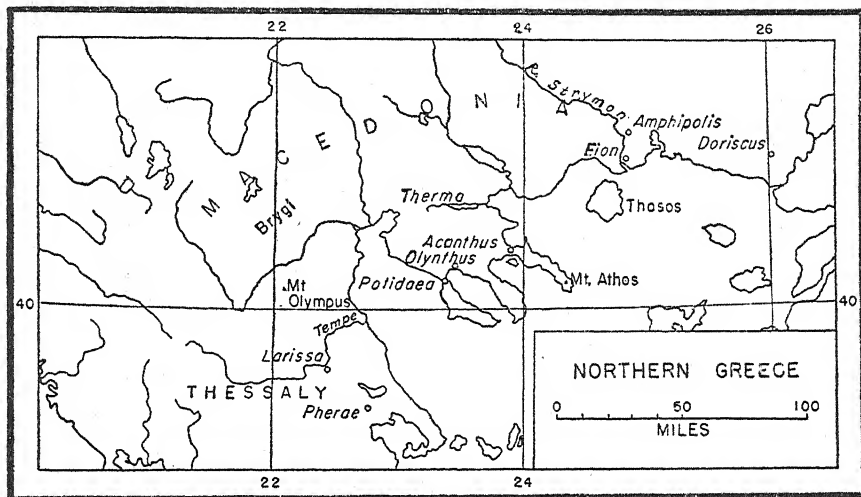 22 24 26
R. Strymon
MACEDONIA
Amphipolis
Doriscus
Eion
Brygi
Therma
Thasos
Acanthus
Olynthus
Potidaea
Mt. Athos
Mt
Olympus
40 40
Tempe
Larissa
THESSALY
Pherae
NORTHERN GREECE
0 50 100
MILES
22 24